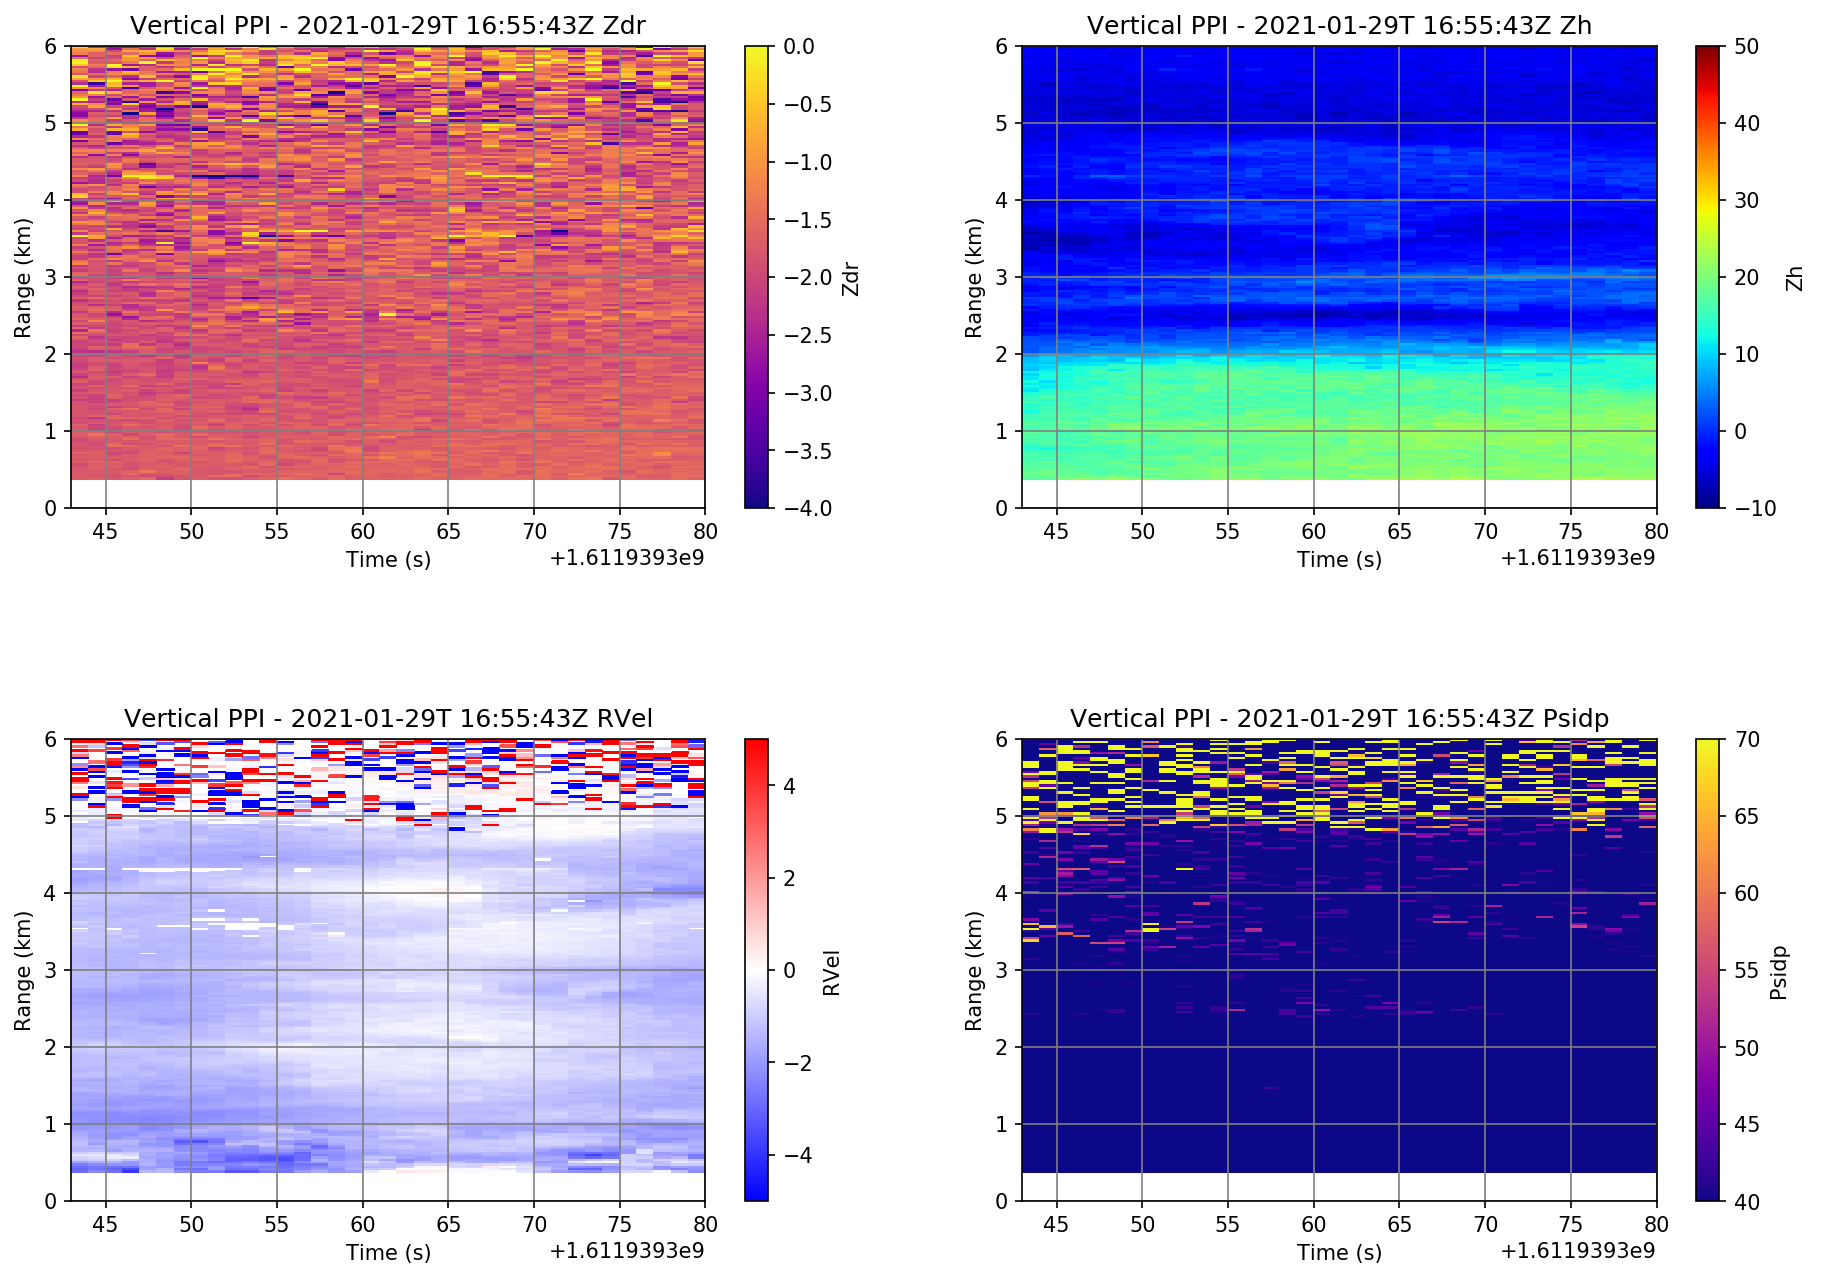 Vertical PPI - 2021-01-29T 16:55:43Z Zdr
6
5
4
3
2
1
0
Range (km)
45 50 55 60 65 70 75 80
Time (s)
+1.6119393e9
0.0
−0.5
−1.0
−1.5
−2.0
−2.5
−3.0
−3.5
−4.0
Zdr
Vertical PPI - 2021-01-29T 16:55:43Z Zh
6
5
4
3
2
1
0
Range (km)
45 50 55 60 65 70 75 80
Time (s)
+1.6119393e9
50
40
30
20
10
0
−10
Zh
Vertical PPI - 2021-01-29T 16:55:43Z RVel
6
5
4
3
2
1
0
Range (km)
45 50 55 60 65 70 75 80
Time (s)
+1.6119393e9
4
2
0
−2
−4
RVel
Vertical PPI - 2021-01-29T 16:55:43Z Psidp
6
5
4
3
2
1
0
Range (km)
45 50 55 60 65 70 75 80
Time (s)
+1.6119393e9
70
65
60
55
50
45
40
Psidp